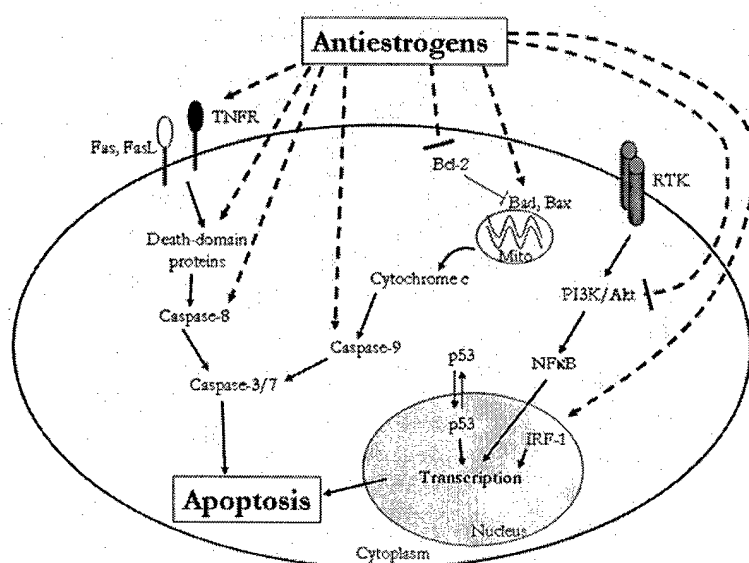 Antiestrogens
TNFR
Fas, FasL
Bcl-2
RTK
Bad, Bax
Death-domain
proteins
Mito
Cytochrome c
PI3K/Akt
Caspase-8
Caspase-9
p53
NFκB
Caspase-3/7
p53
IRF-1
Transcription
Apoptosis
Nucleus
Cytoplasm